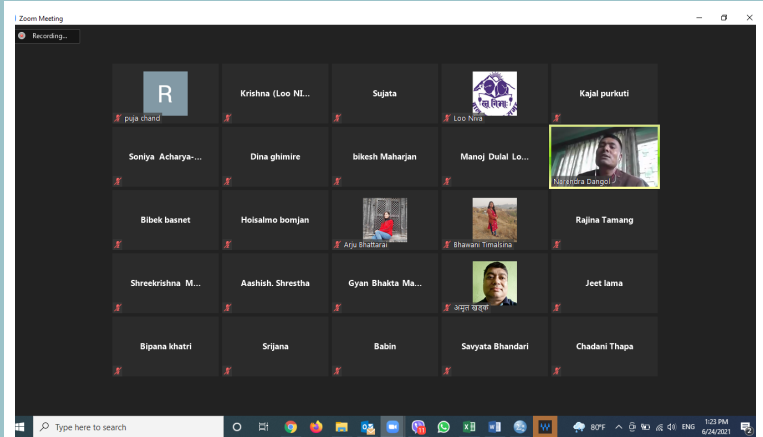 Zoom Meeting
Recording...
R
puja chand
Krishna (Loo NI...
Sujata
Loo Niva
Kajal purkuti
Soniya Acharya-...
Dina ghimire
bikesh Maharjan
Manoj Dulal Lo...
Narendra Dangol
Bibek basnet
Hoisalmo bomjan
Arju Bhattarai
Bhawani Timalsina
Rajina Tamang
Shreekrishna M...
Aashish. Shrestha
Gyan Bhakta Ma...
अमृत खड्क
Jeet lama
Bipana khatri
Srijana
Babin
Savyata Bhandari
Chadani Thapa
Type here to search
80°F
ENG
1:23 PM
6/24/2021